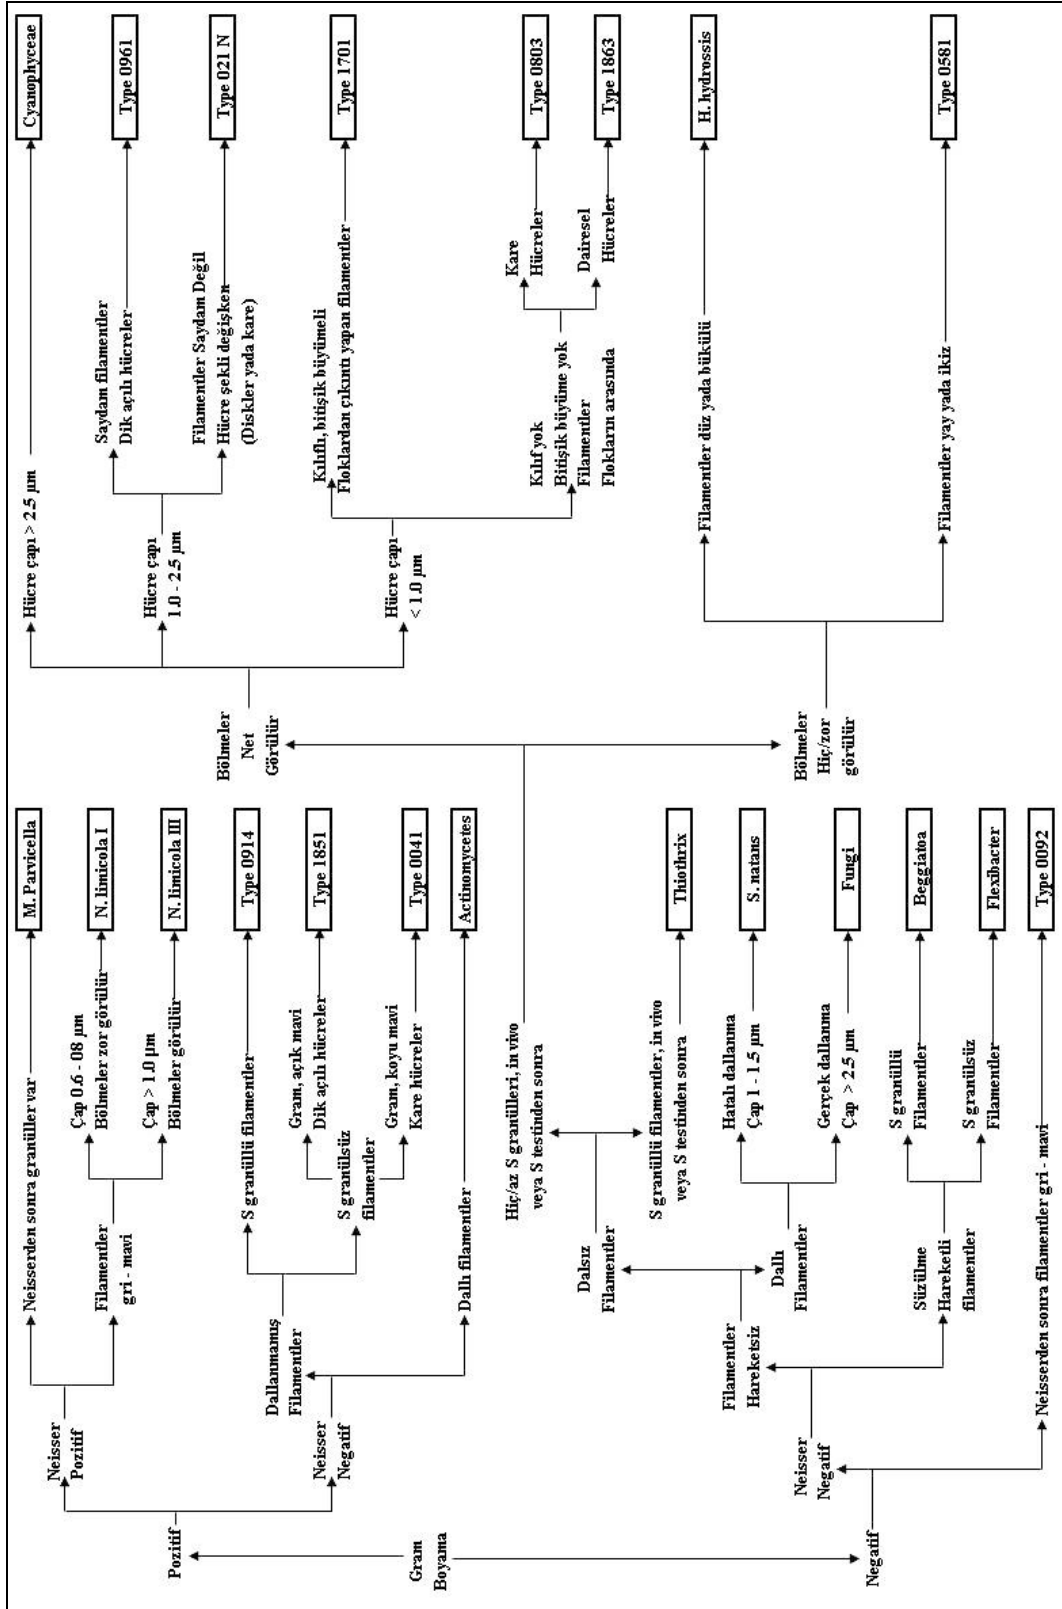 Gram
Boyama
Pozitif
Neisser
Pozitif
Neisserden sonra granüller var
M. Parvicella
Filamentler
gri - mavi
Çap 0.6 - 08 µm
Bölmeler zor görülür
N. limicola I
Çap > 1.0 µm
Bölmeler görülür
N. limicola III
Neisser
Negatif
Dallanmamış
Filamentler
S granüllü filamentler
Type 0914
S granülsüz
filamentler
Gram, açık mavi
Dik açılı hücreler
Type 1851
Gram, koyu mavi
Kare hücreler
Type 0041
Dallı filamentler
Actinomycetes
Negatif
Neisser
Negatif
Filamentler
Hareketsiz
Dalsız
Filamentler
Hiç/az S granülleri, in vivo
veya S testinden sonra
Bölmeler
Net
Görülür
Hücre çapı > 2.5 µm
Cyanophyceae
Hücre çapı
1.0 - 2.5 µm
Saydam filamentler
Dik açılı hücreler
Type 0961
Filamentler Saydam Değil
Hücre şekli değişken
(Diskler yada kare)
Type 021 N
Hücre çapı
< 1.0 µm
Kılıflı, bitişik büyümeli
Floklardan çıkıntı yapan filamentler
Type 1701
Kılıf yok
Bitişik büyüme yok
Filamentler
Flokların arasında
Kare
Hücreler
Type 0803
Dairesel
Hücreler
Type 1863
Bölmeler
Hiç/zor
görülür
Filamentler düz yada bükülü
H. hydrossis
Filamentler yay yada ikiz
Type 0581
S granüllü filamentler, in vivo
veya S testinden sonra
Thiothrix
Dallı
Filamentler
Hatalı dallanma
Çap 1 - 1.5 µm
S. natans
Gerçek dallanma
Çap > 2.5 µm
Fungi
Süzülme
Hareketli
filamentler
S granüllü
Filamentler
Beggiatoa
S granülsüz
Filamentler
Flexibacter
Neisserden sonra filamentler gri - mavi
Type 0092